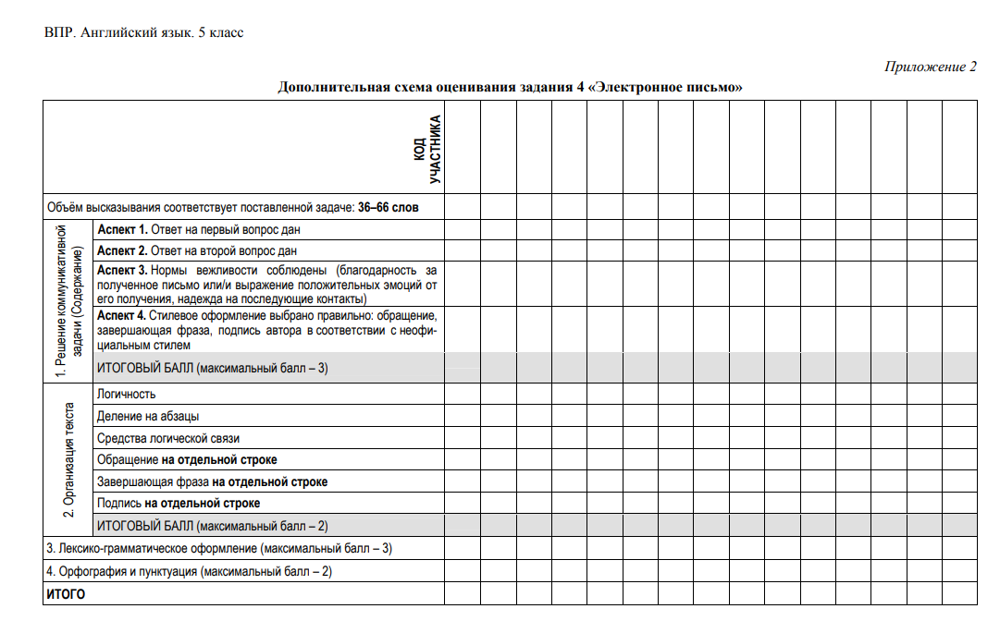 ВПР. Английский язык. 5 класс
Приложение 2
Дополнительная схема оценивания задания 4 «Электронное письмо»
КОД
УЧАСТНИКА
Объём высказывания соответствует поставленной задаче: 36–66 слов
1. Решение коммуникативной
задачи (Содержание)
Аспект 1. Ответ на первый вопрос дан
Аспект 2. Ответ на второй вопрос дан
Аспект 3. Нормы вежливости соблюдены (благодарность за
полученное письмо или/и выражение положительных эмоций от
его получения, надежда на последующие контакты)
Аспект 4. Стилевое оформление выбрано правильно: обращение,
завершающая фраза, подпись автора в соответствии с неофи-
циальным стилем
ИТОГОВЫЙ БАЛЛ (максимальный балл – 3)
2. Организация текста
Логичность
Деление на абзацы
Средства логической связи
Обращение на отдельной строке
Завершающая фраза на отдельной строке
Подпись на отдельной строке
ИТОГОВЫЙ БАЛЛ (максимальный балл – 2)
3. Лексико-грамматическое оформление (максимальный балл – 3)
4. Орфография и пунктуация (максимальный балл – 2)
ИТОГО